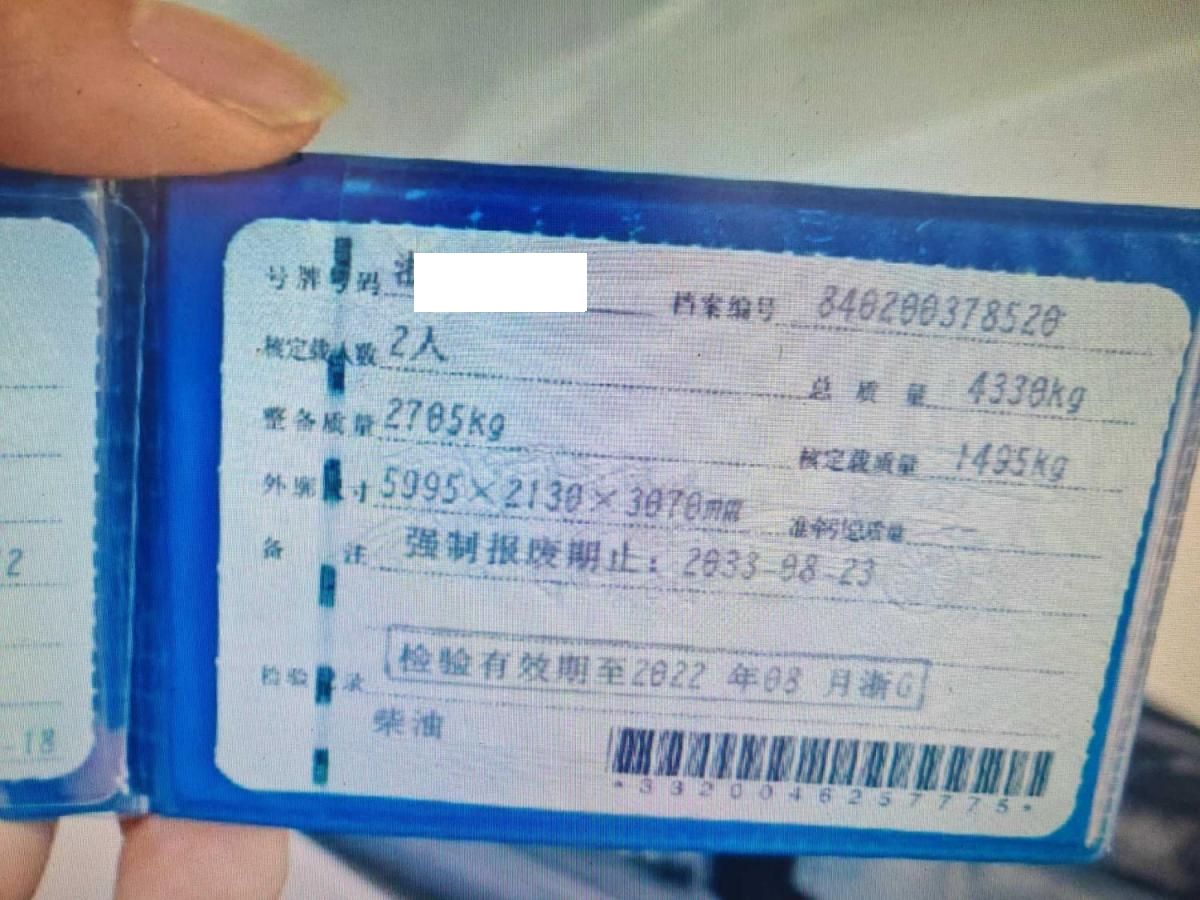 号牌号码 档案编号 840200378520
核定载人数 2人 总质量 4330kg
整备质量 2705kg 核定载质量 1495kg
外廓尺寸 5995×2130×3070mm 准牵引总质量 —
备注 强制报废期止：2033-08-23
检验有效期至2022年08月浙G
检验记录
柴油
*3320046257775*
2
-18